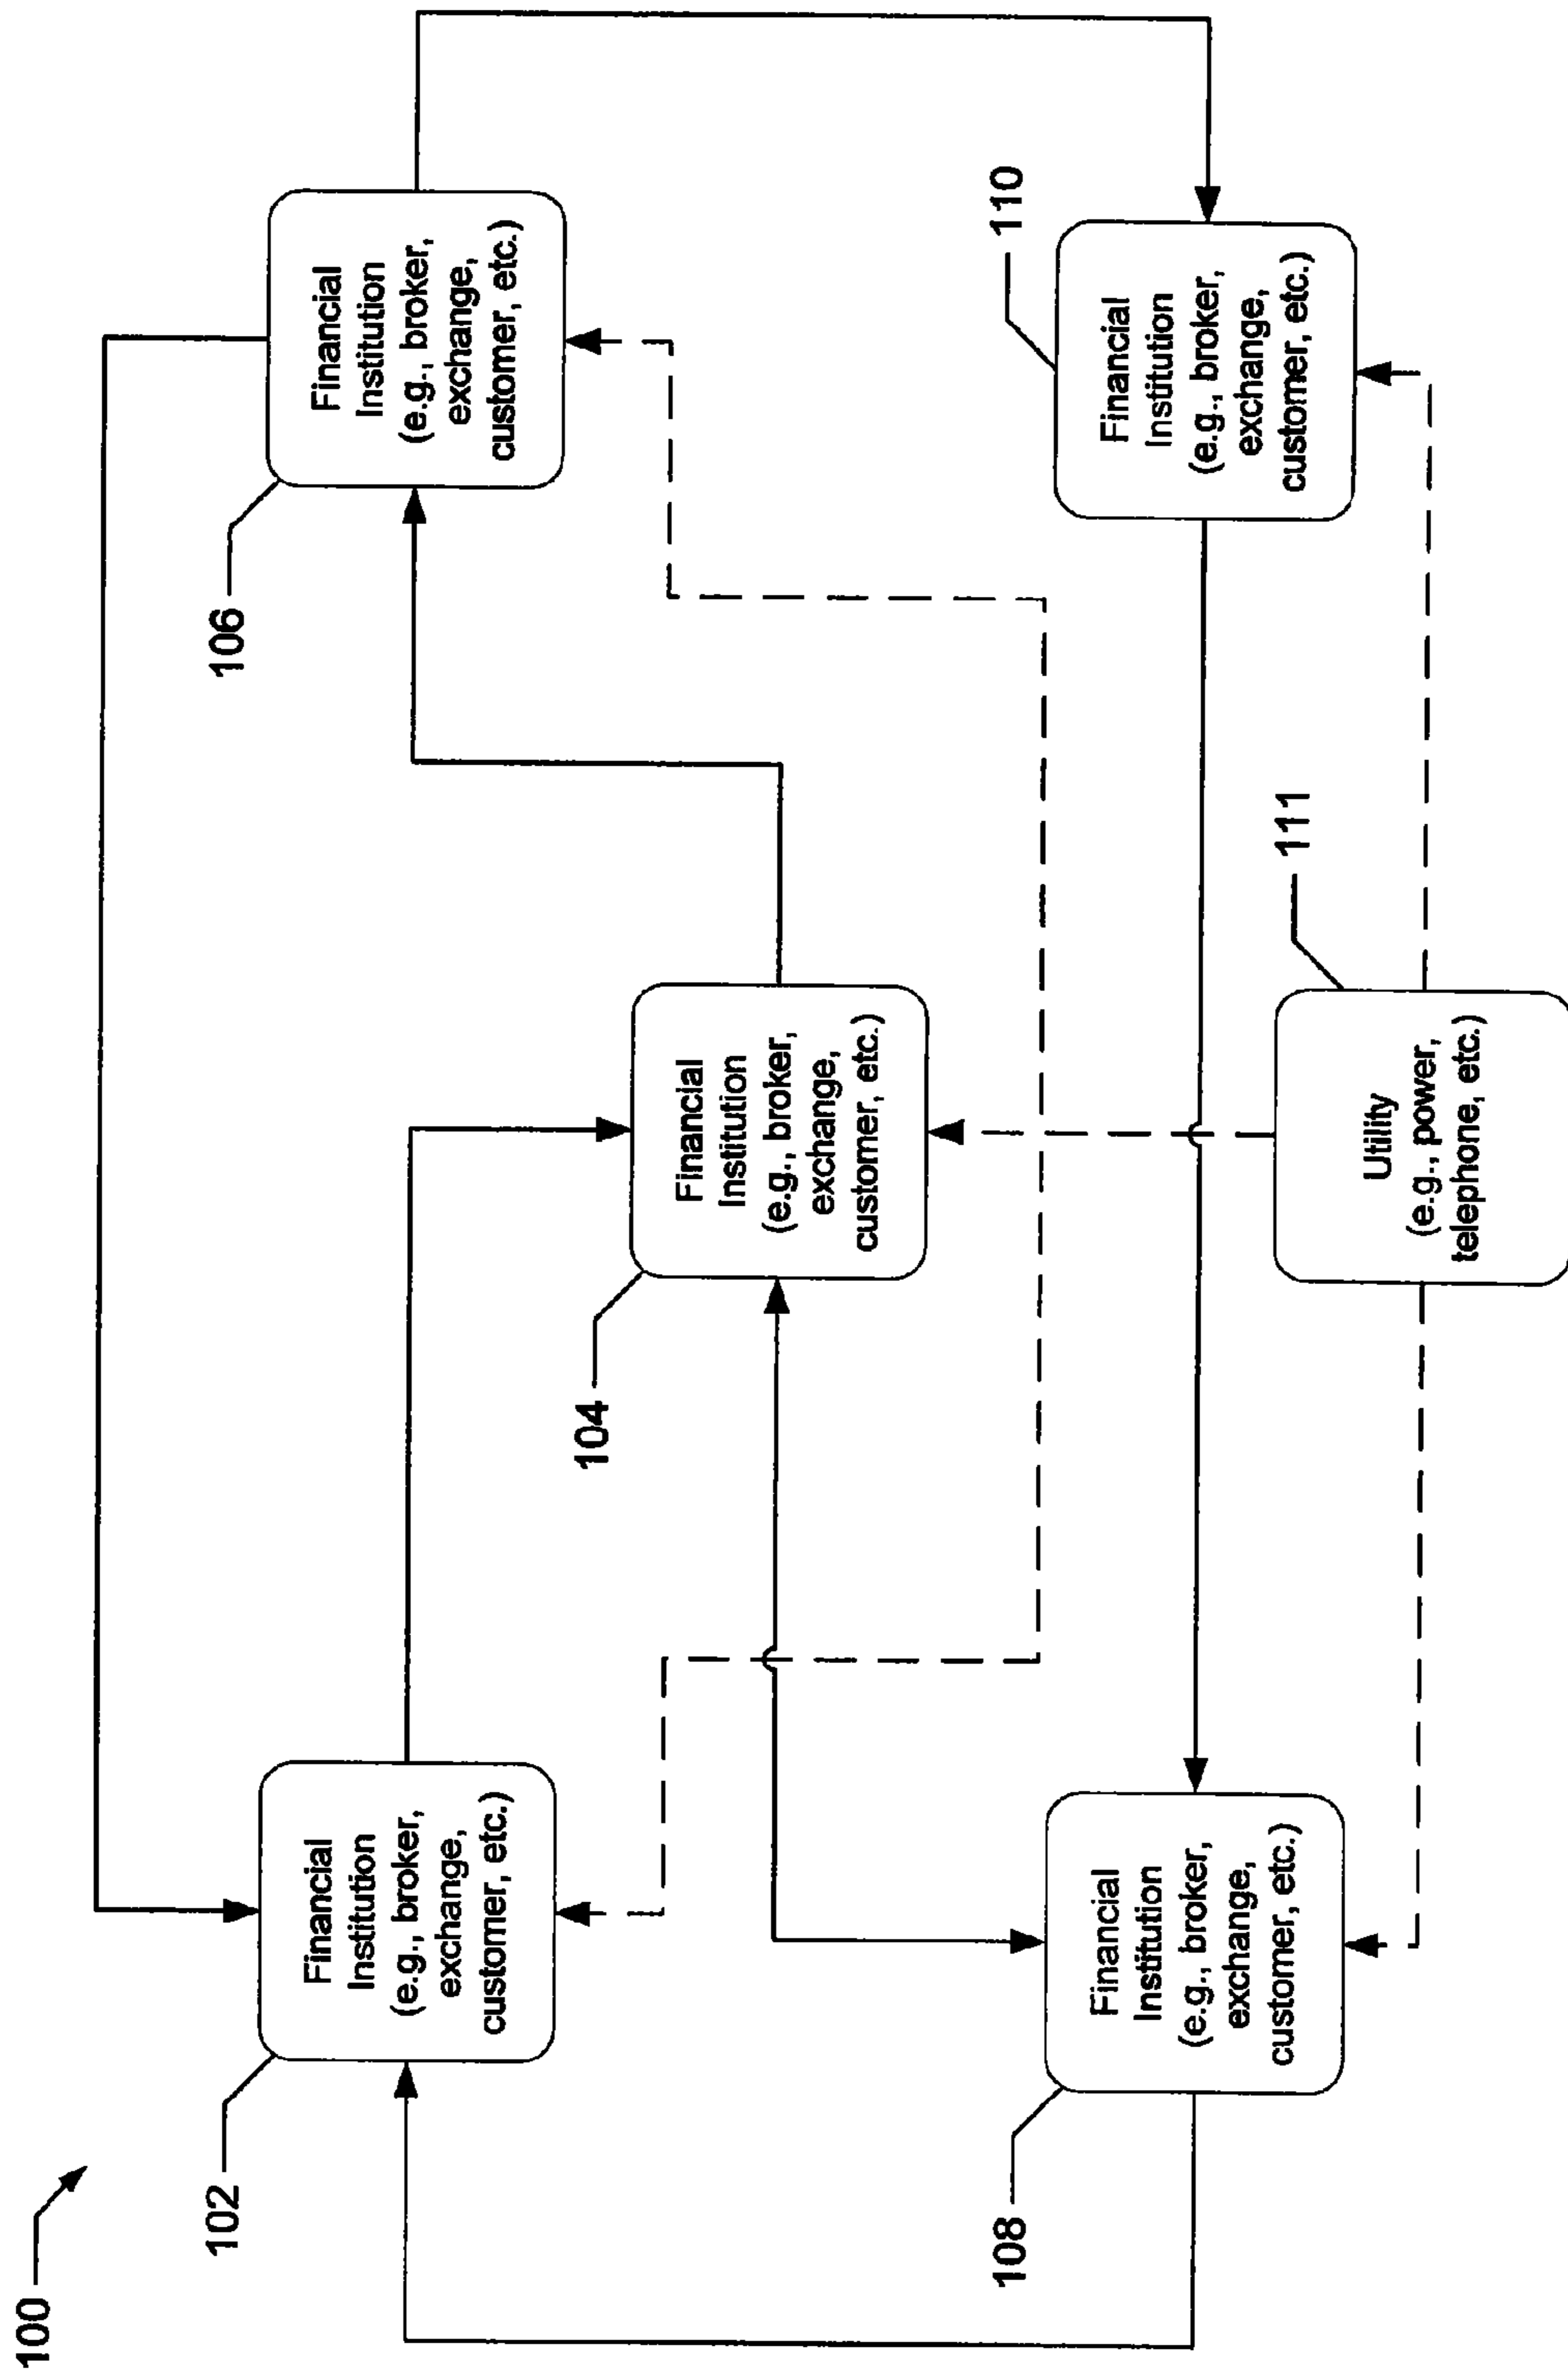 100
102
Financial
Institution
(e.g., broker,
exchange,
customer, etc.)
106
Financial
Institution
(e.g., broker,
exchange,
customer, etc.)
104
Financial
Institution
(e.g., broker,
exchange,
customer, etc.)
108
Financial
Institution
(e.g., broker,
exchange,
customer, etc.)
110
Financial
Institution
(e.g., broker,
exchange,
customer, etc.)
111
Utility
(e.g., power,
telephone, etc.)